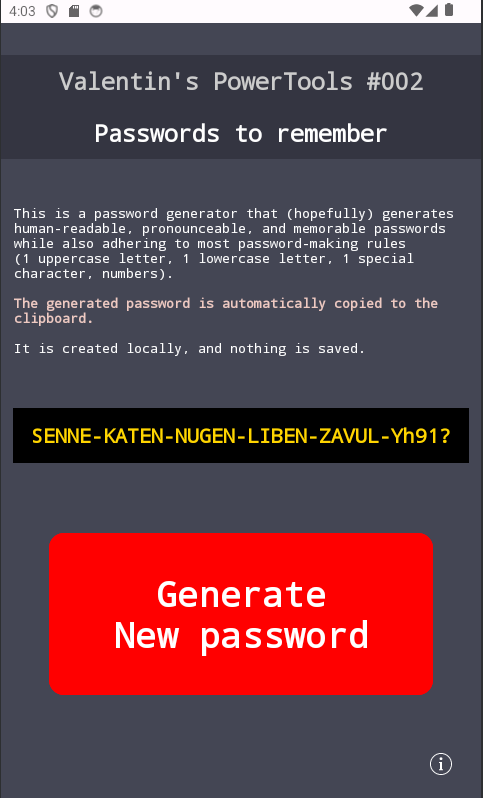 4:03
Valentin's PowerTools #002
Passwords to remember
This is a password generator that (hopefully) generates
human-readable, pronounceable, and memorable passwords
while also adhering to most password-making rules
(1 uppercase letter, 1 lowercase letter, 1 special
character, numbers).
The generated password is automatically copied to the
clipboard.
It is created locally, and nothing is saved.
SENNE-KATEN-NUGEN-LIBEN-ZAVUL-Yh91?
Generate
New password